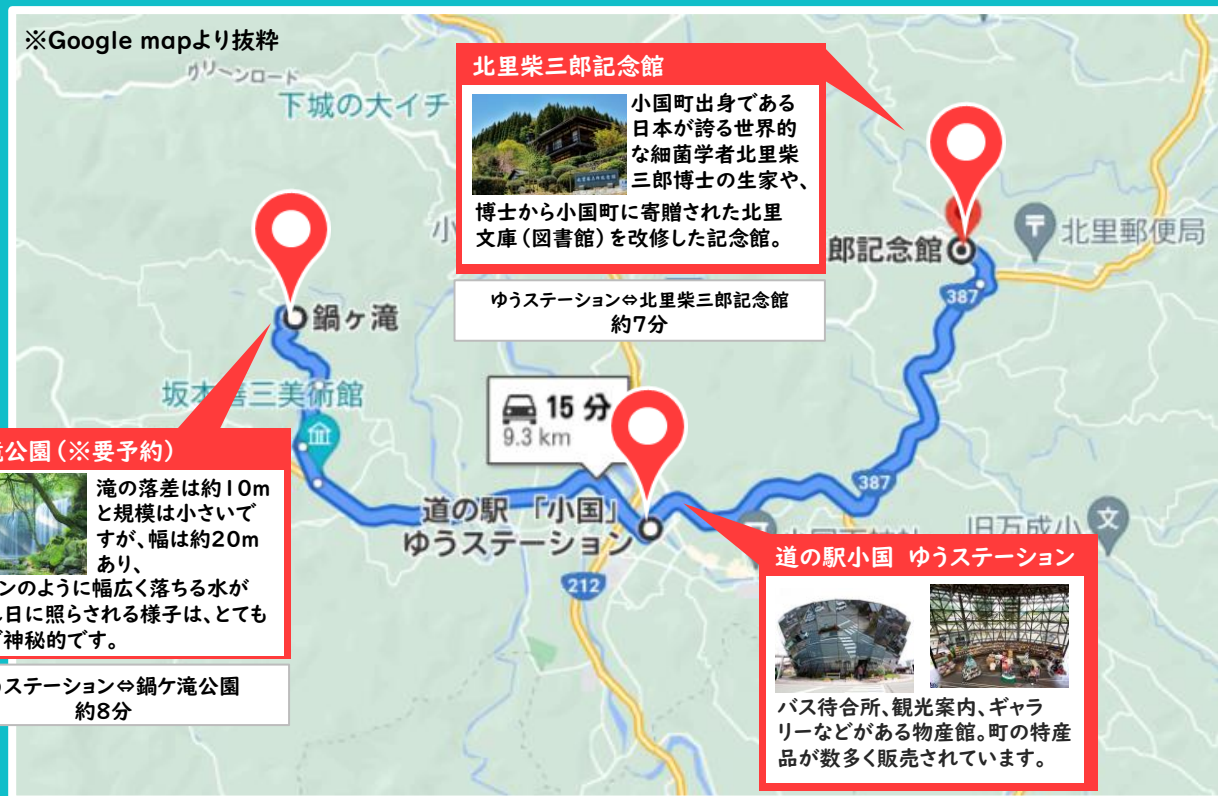 ※Google mapより抜粋
グリーンロード
下城の大イチ
北里柴三郎記念館
小国町出身である
日本が誇る世界的
な細菌学者北里柴
三郎博士の生家や、
博士から小国町に寄贈された北里
文庫(図書館)を改修した記念館。
北里柴三郎記念館
ゆうステーション⇔北里柴三郎記念館
約7分
小
郎記念館
北里郵便局
387
鍋ヶ滝
坂本善三美術館
15 分
9.3 km
滝公園(※要予約)
滝の落差は約10m
と規模は小さいで
すが、幅は約20m
あり、
ンのように幅広く落ちる水が
し日に照らされる様子は、とても
で神秘的です。
うステーション⇔鍋ケ滝公園
約8分
道の駅 「小国」
ゆうステーション
212
387
旧万成小
道の駅小国 ゆうステーション
バス待合所、観光案内、ギャラ
リーなどがある物産館。町の特産
品が数多く販売されています。